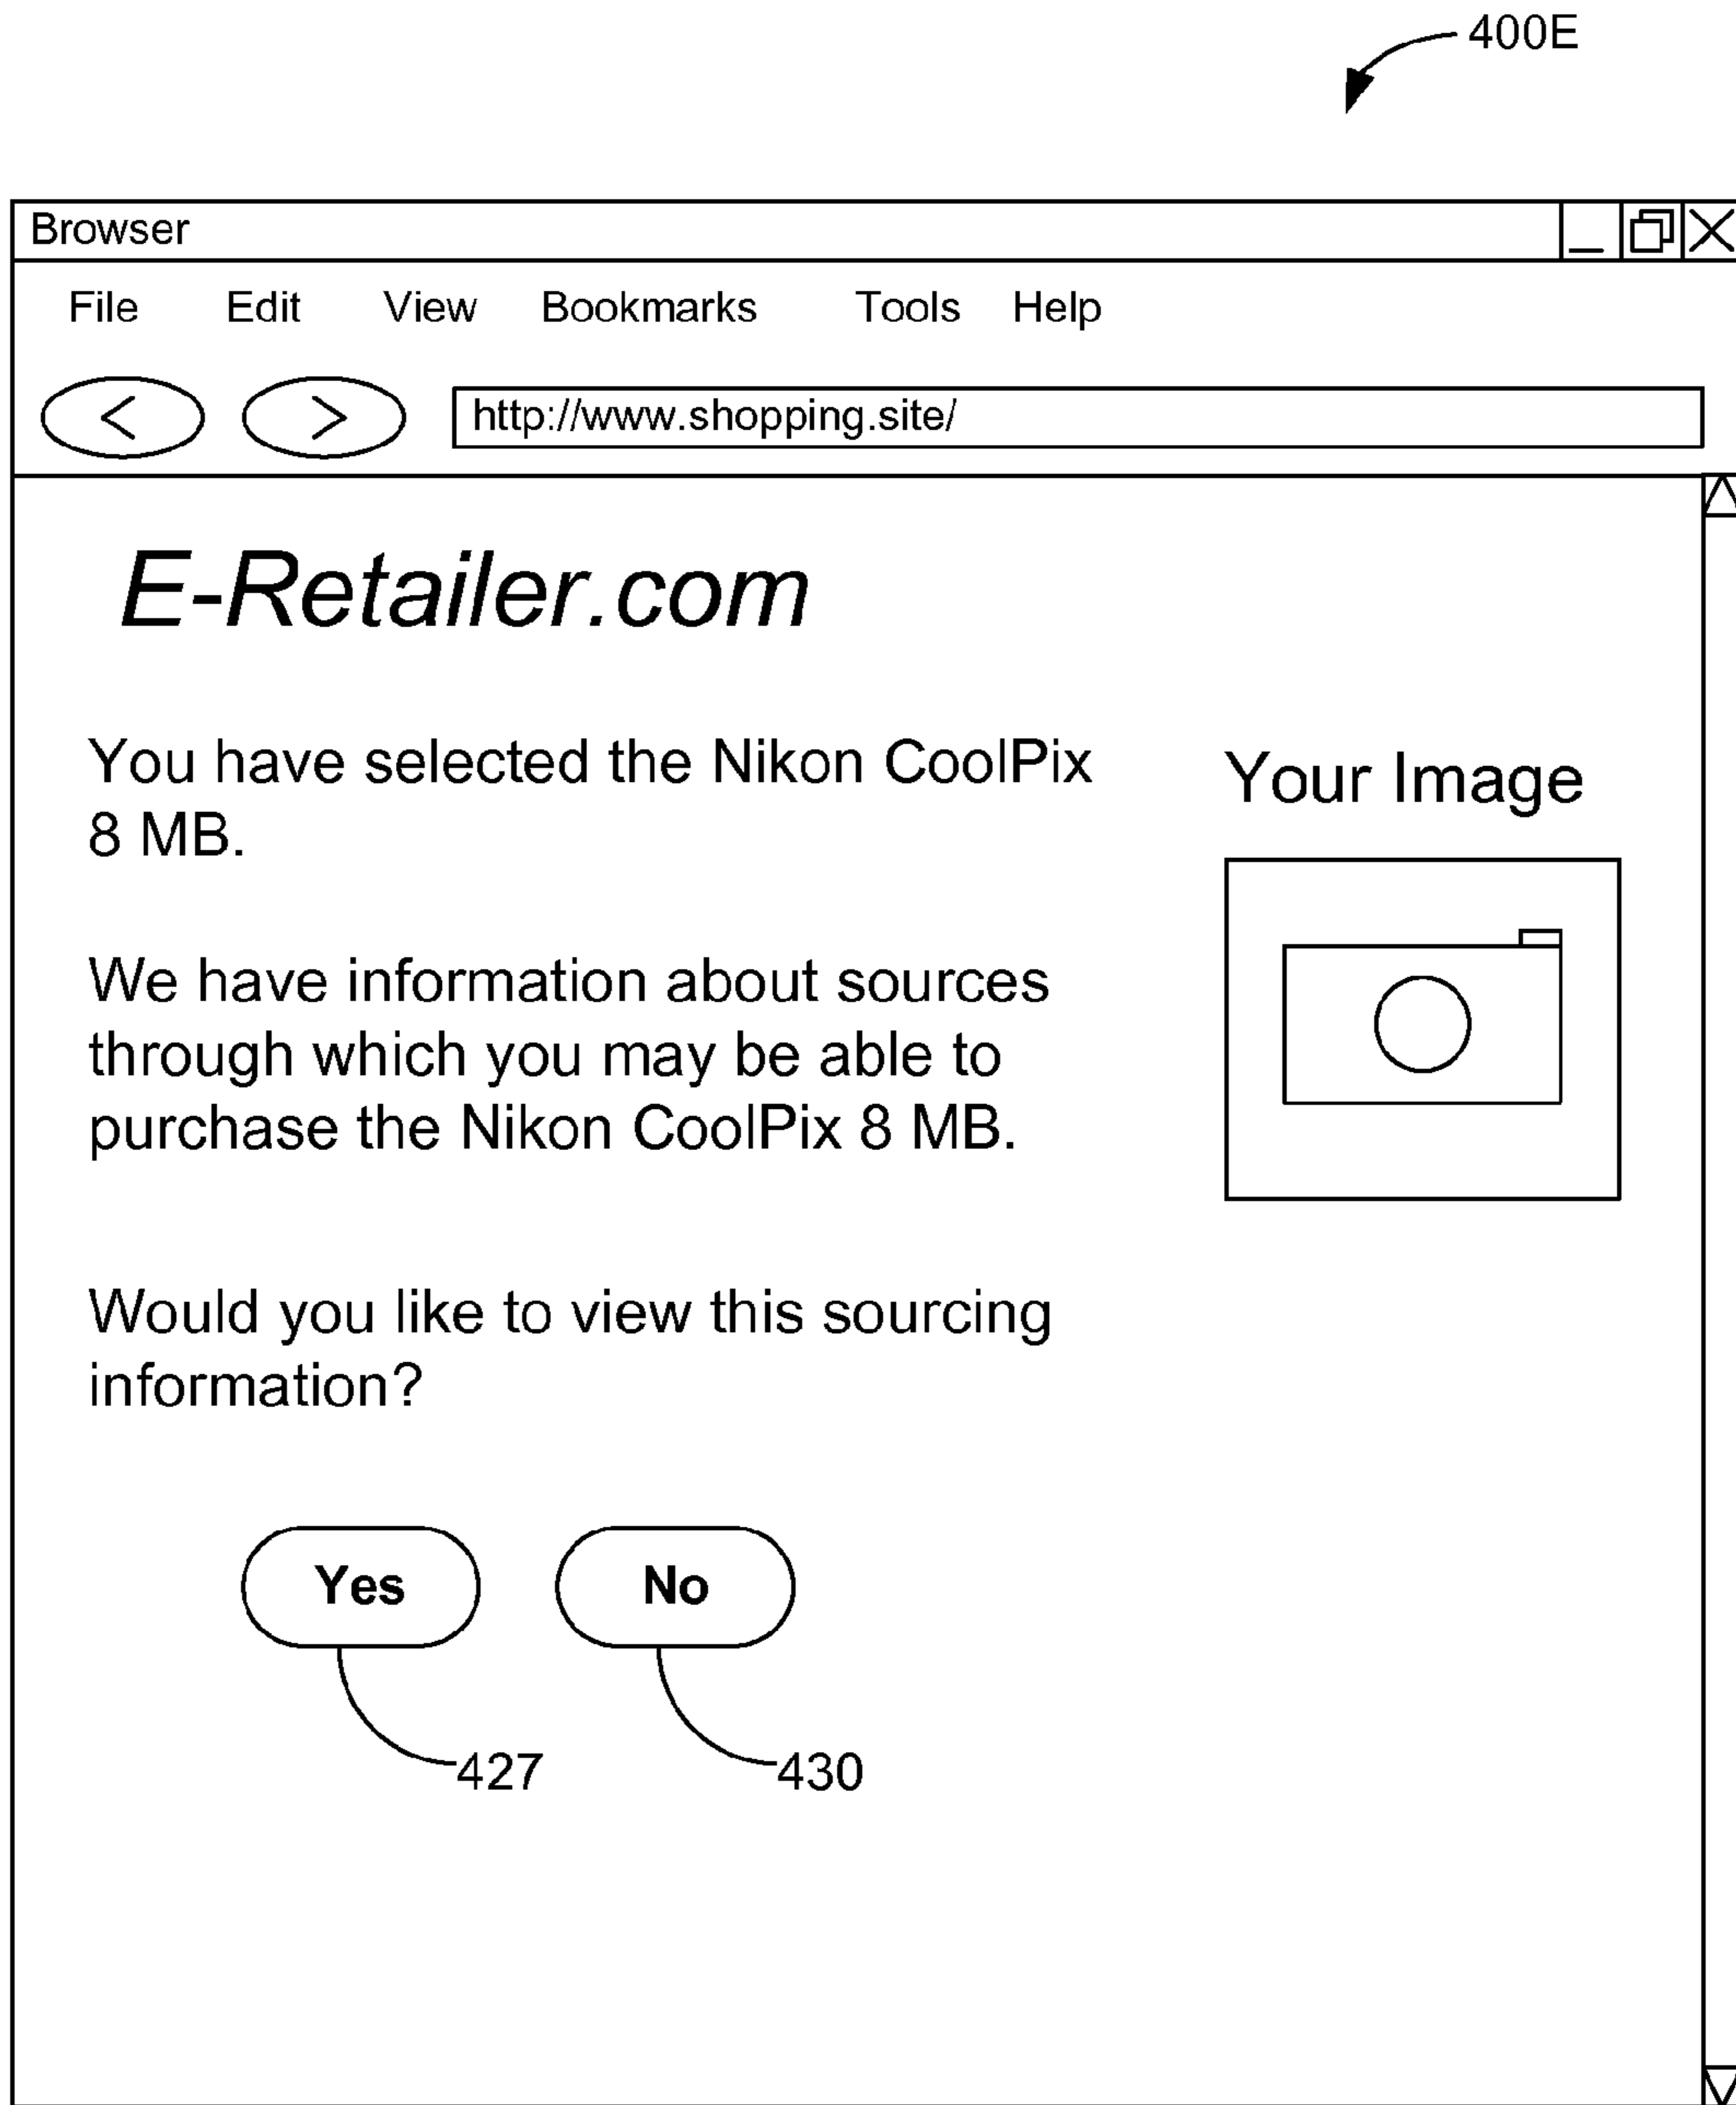 400E
Browser
File Edit View Bookmarks Tools Help
http://www.shopping.site/
E-Retailer.com
You have selected the Nikon CoolPix
8 MB.
Your Image
We have information about sources
through which you may be able to
purchase the Nikon CoolPix 8 MB.
Would you like to view this sourcing
information?
Yes No
427 430